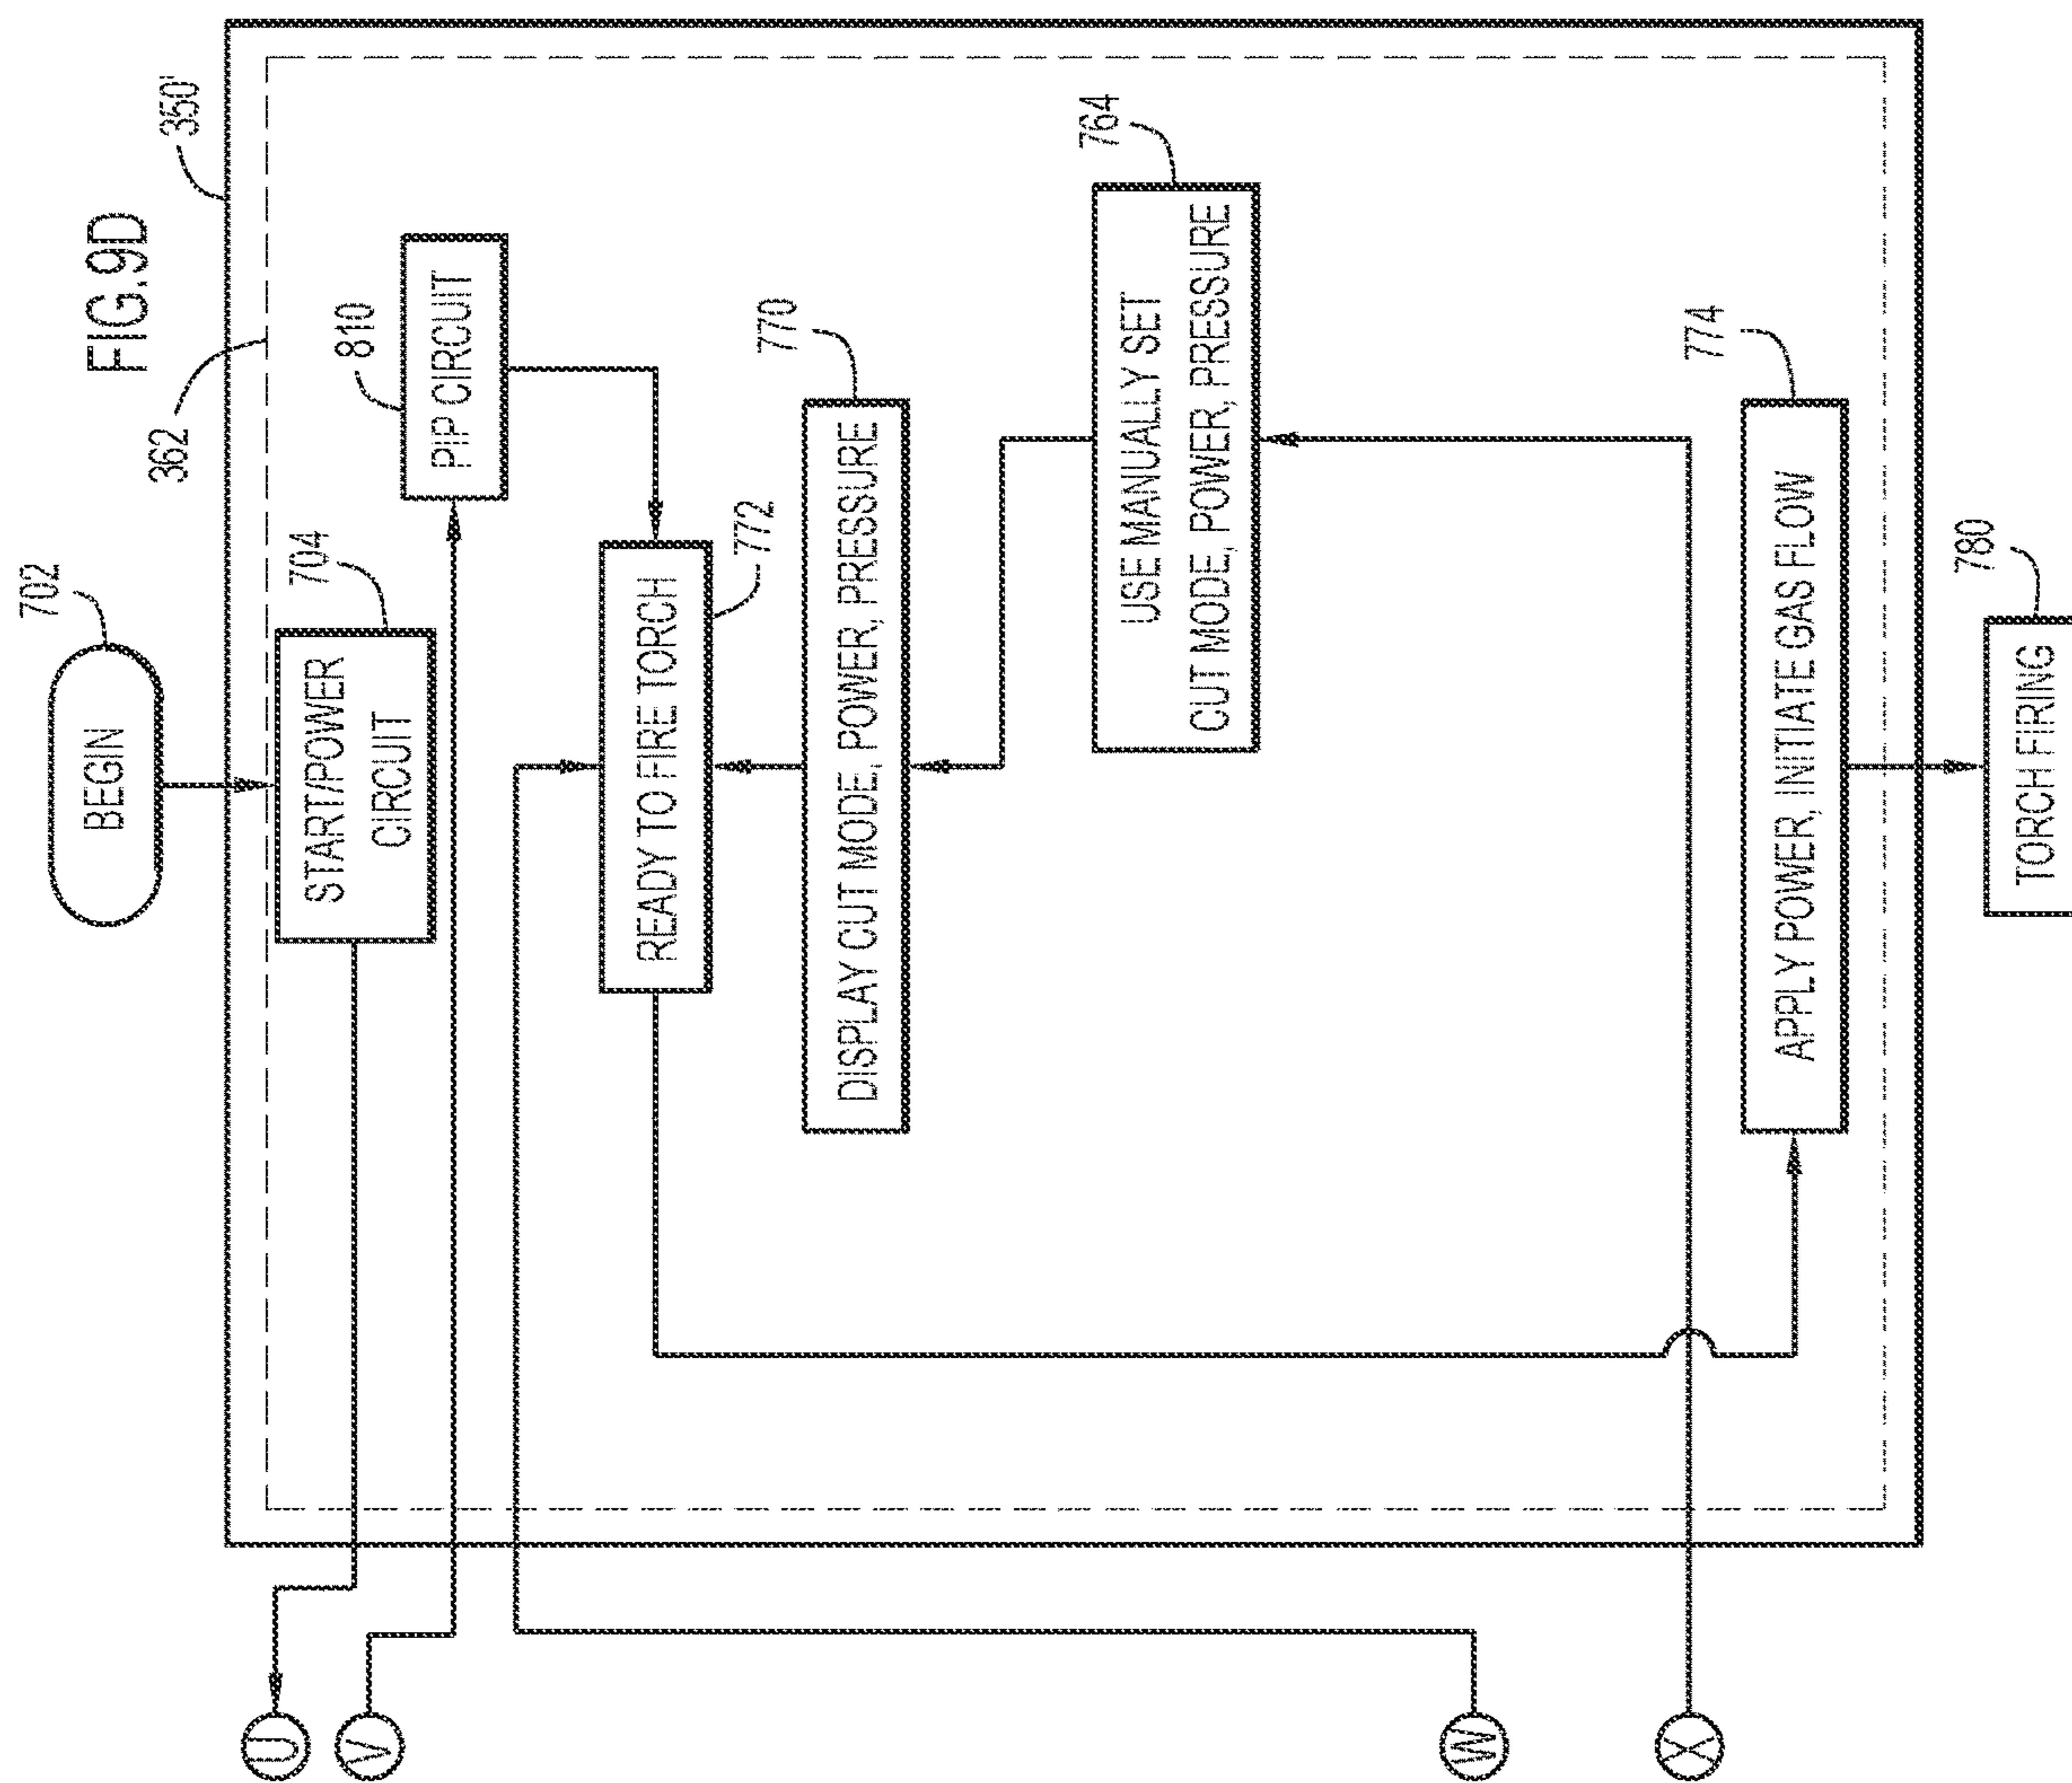 FIG.9D
702
BEGIN
350'
362
704
START/POWER
CIRCUIT
810
PIP CIRCUIT
772
READY TO FIRE TORCH
770
DISPLAY CUT MODE, POWER, PRESSURE
764
USE MANUALLY SET
CUT MODE, POWER, PRESSURE
774
APPLY POWER, INITIATE GAS FLOW
780
TORCH FIRING
U
V
W
X